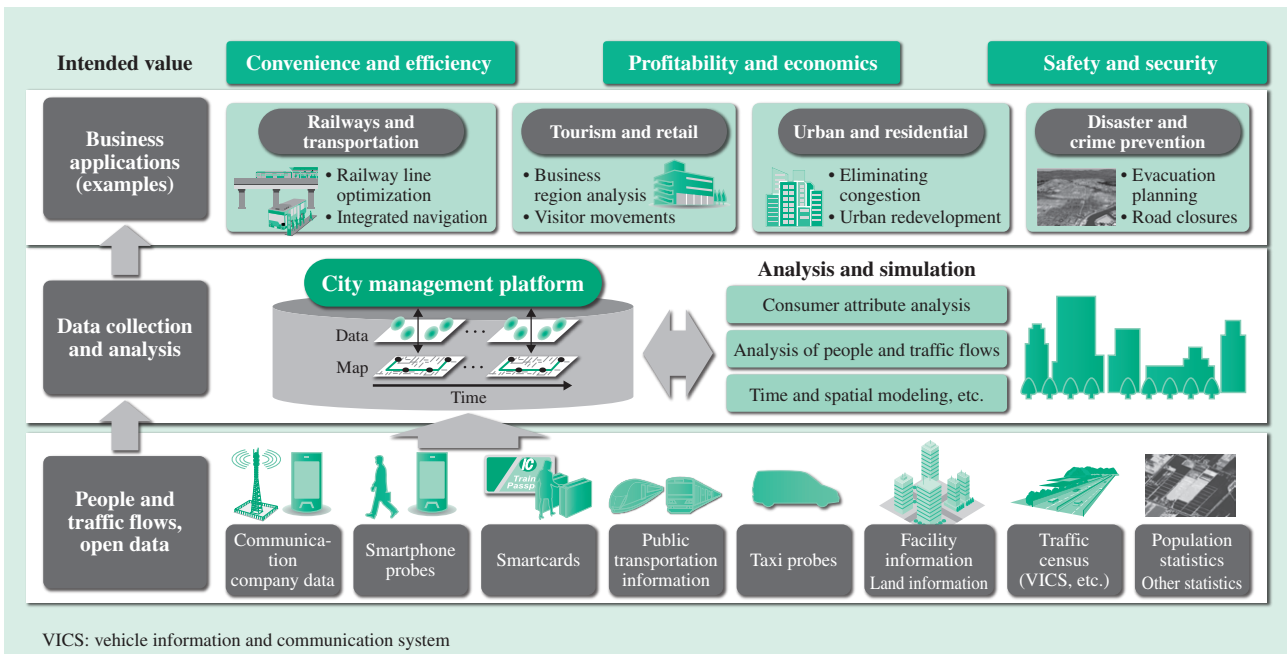 Intended value
Convenience and efficiency
Profitability and economics
Safety and security
Business
applications
(examples)
Railways and
transportation
• Railway line
optimization
• Integrated navigation
Tourism and retail
• Business
region analysis
• Visitor movements
Urban and residential
• Eliminating
congestion
• Urban redevelopment
Disaster and
crime prevention
• Evacuation
planning
• Road closures
Data collection
and analysis
City management platform
Data
...
Map
...
Time
Analysis and simulation
Consumer attribute analysis
Analysis of people and traffic flows
Time and spatial modeling, etc.
People and
traffic flows,
open data
Communica-
tion
company data
Smartphone
probes
IC
Train
Passp
Smartcards
Public
transportation
information
Taxi probes
Facility
information
Land information
Traffic
census
(VICS, etc.)
Population
statistics
Other statistics
VICS: vehicle information and communication system